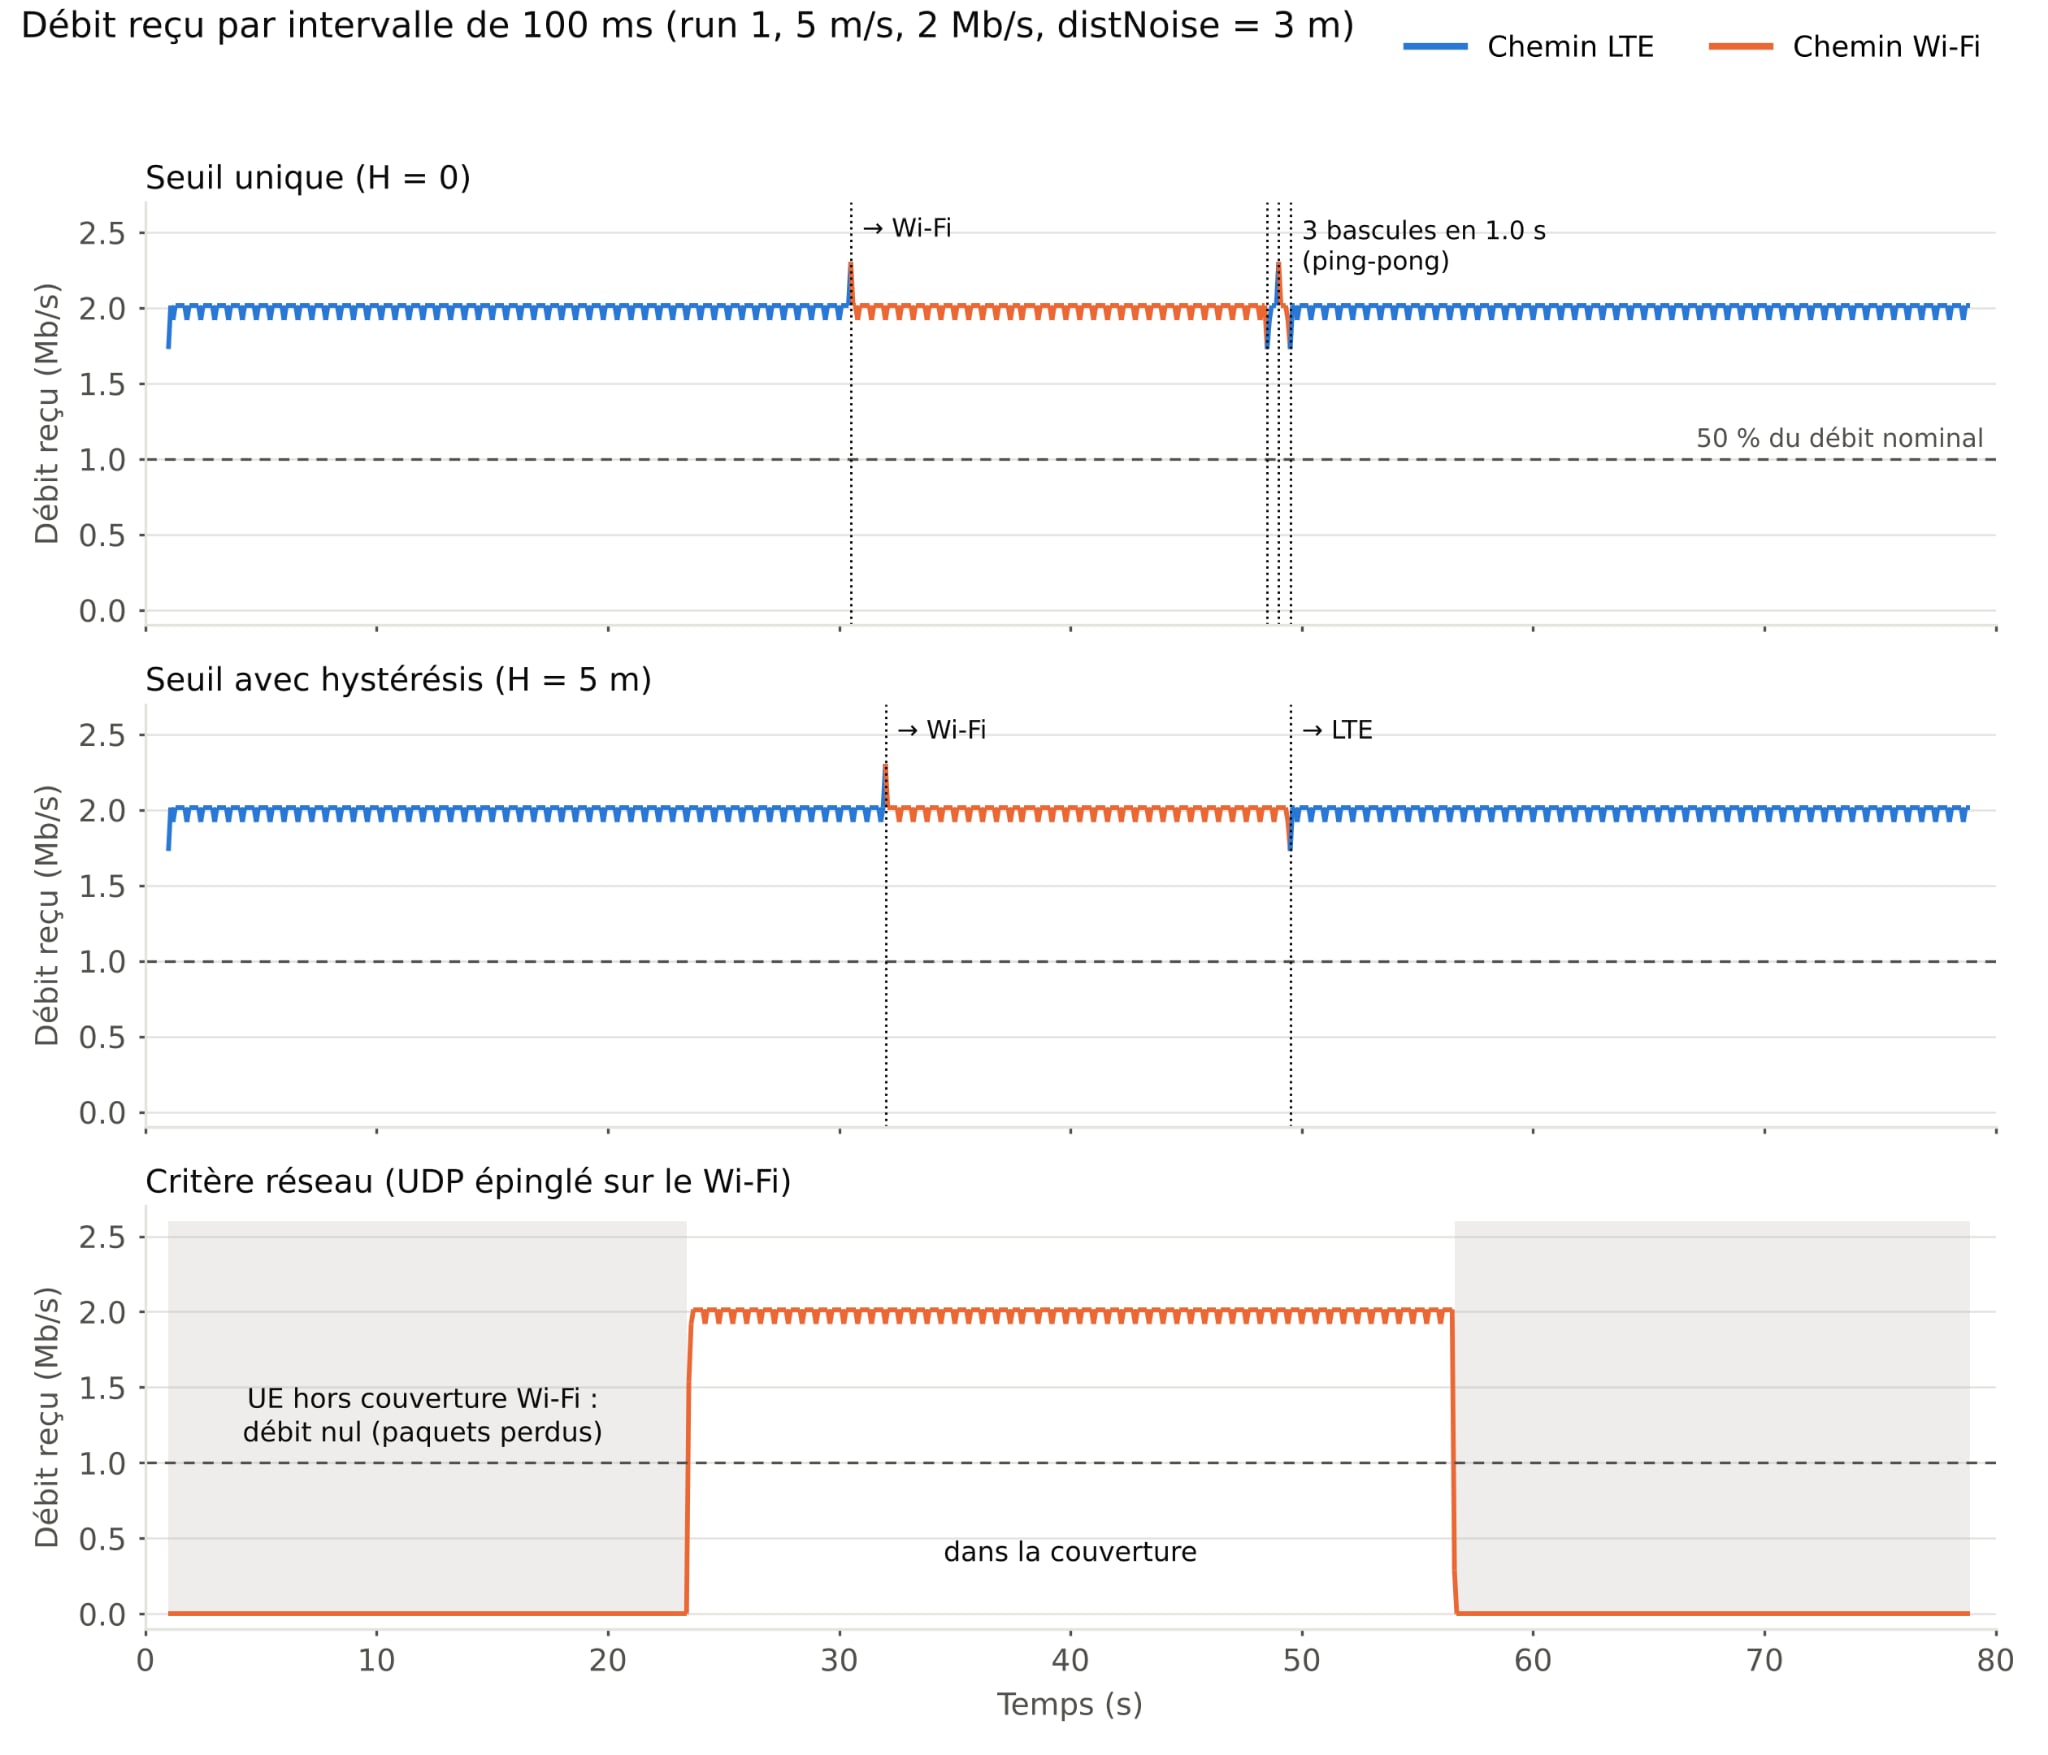 Débit reçu par intervalle de 100 ms (run 1, 5 m/s, 2 Mb/s, distNoise = 3 m)
Chemin LTE
Chemin Wi-Fi
Seuil unique (H = 0)
Débit reçu (Mb/s)
2.5
2.0
1.5
1.0
0.5
0.0
→ Wi-Fi
3 bascules en 1.0 s
(ping-pong)
50 % du débit nominal
Seuil avec hystérésis (H = 5 m)
Débit reçu (Mb/s)
2.5
2.0
1.5
1.0
0.5
0.0
→ Wi-Fi
→ LTE
Critère réseau (UDP épinglé sur le Wi-Fi)
Débit reçu (Mb/s)
2.5
2.0
1.5
1.0
0.5
0.0
UE hors couverture Wi-Fi :
débit nul (paquets perdus)
dans la couverture
0 10 20 30 40 50 60 70 80
Temps (s)